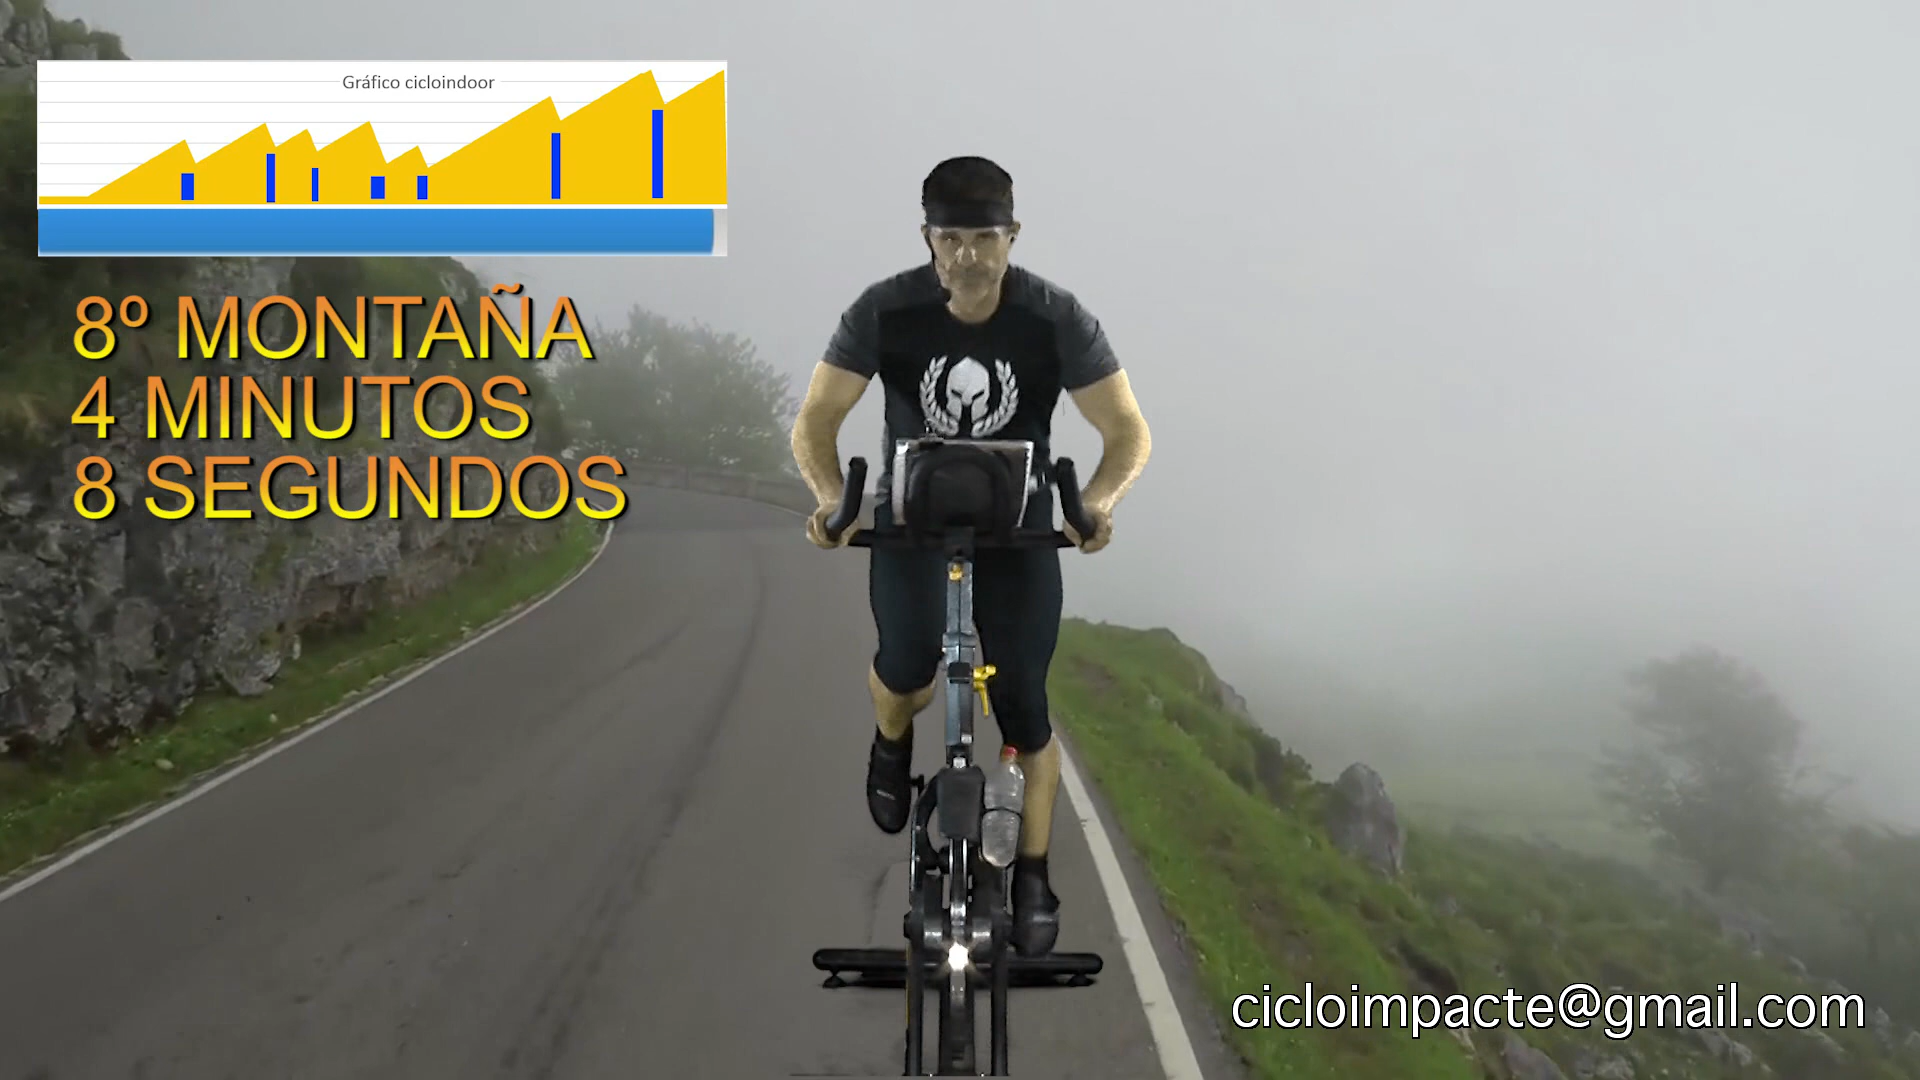 Gráfico cicloindoor
8º MONTAÑA
4 MINUTOS
8 SEGUNDOS
cicloimpacte@gmail.com